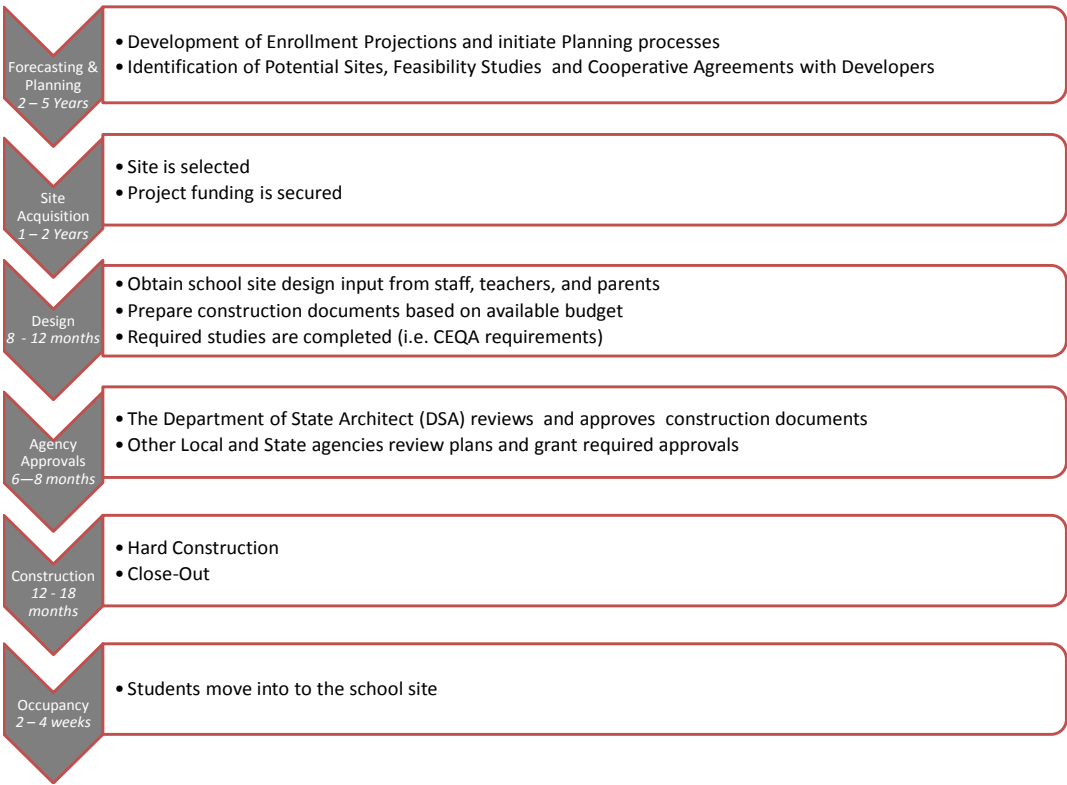 Forecasting &
Planning
2 – 5 Years
• Development of Enrollment Projections and initiate Planning processes
• Identification of Potential Sites, Feasibility Studies and Cooperative Agreements with Developers
Site
Acquisition
1 – 2 Years
• Site is selected
• Project funding is secured
Design
8 - 12 months
• Obtain school site design input from staff, teachers, and parents
• Prepare construction documents based on available budget
• Required studies are completed (i.e. CEQA requirements)
Agency
Approvals
6—8 months
• The Department of State Architect (DSA) reviews and approves construction documents
• Other Local and State agencies review plans and grant required approvals
Construction
12 - 18
months
• Hard Construction
• Close-Out
Occupancy
2 – 4 weeks
• Students move into to the school site